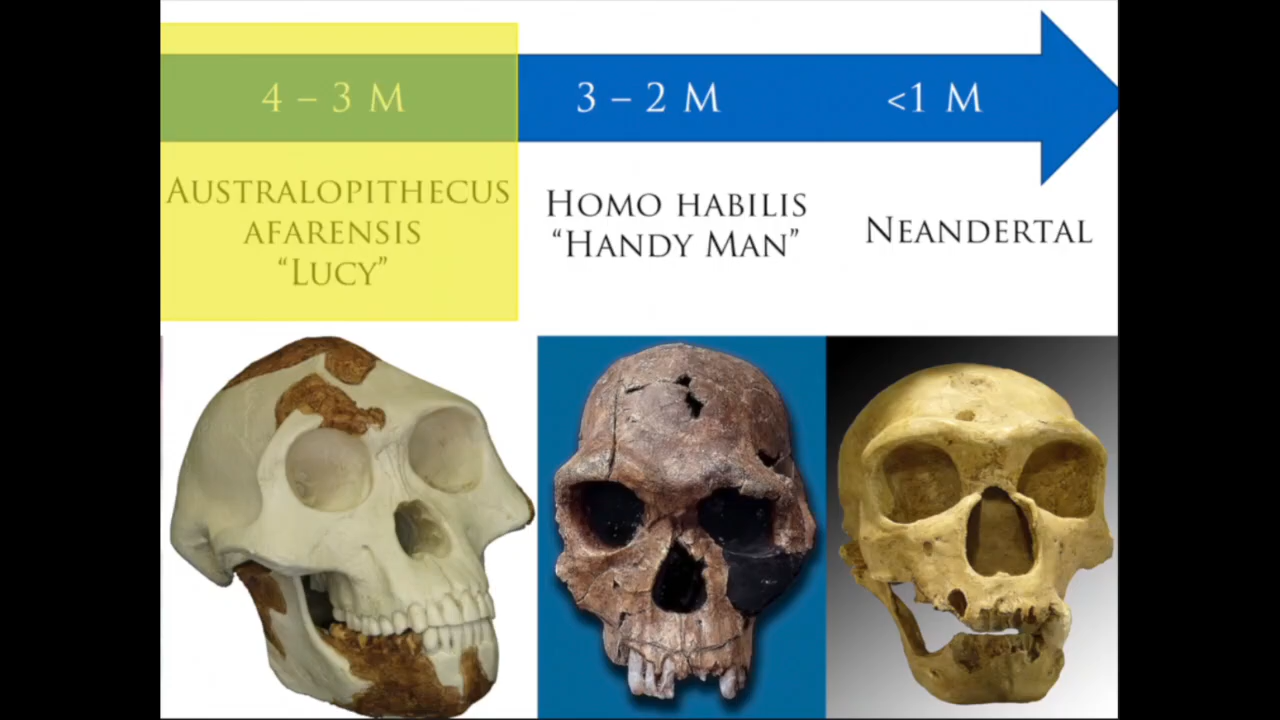 4 – 3 M
3 – 2 M
<1 M
Australopithecus
afarensis
“Lucy”
Homo habilis
“Handy Man”
Neandertal